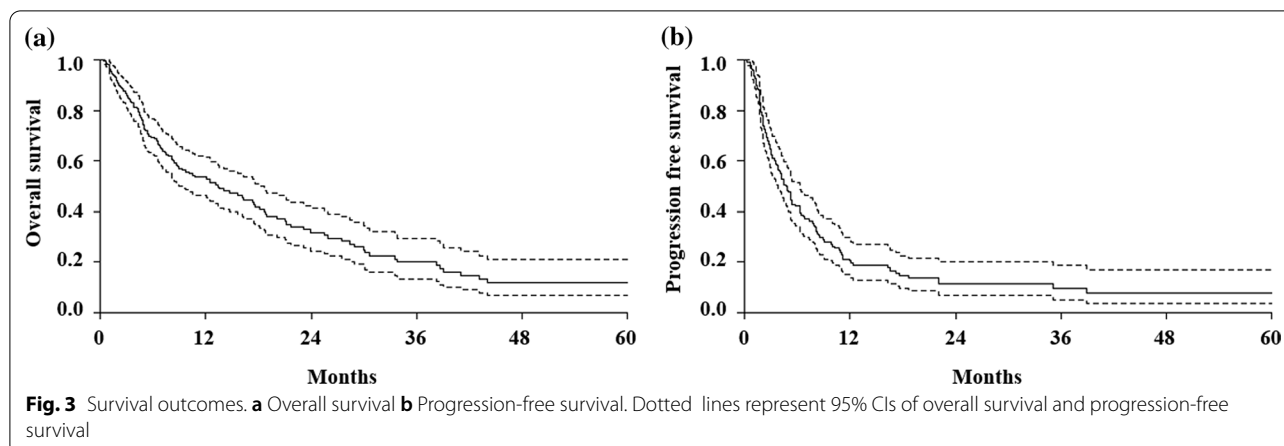 (a)
(b)
1.0
0.8
0.6
0.4
0.2
0.0
Overall survival
0 12 24 36 48 60
Months
1.0
0.8
0.6
0.4
0.2
0.0
Progression free survival
0 12 24 36 48 60
Months
Fig. 3 Survival outcomes. a Overall survival b Progression-free survival. Dotted lines represent 95% CIs of overall survival and progression-free
survival